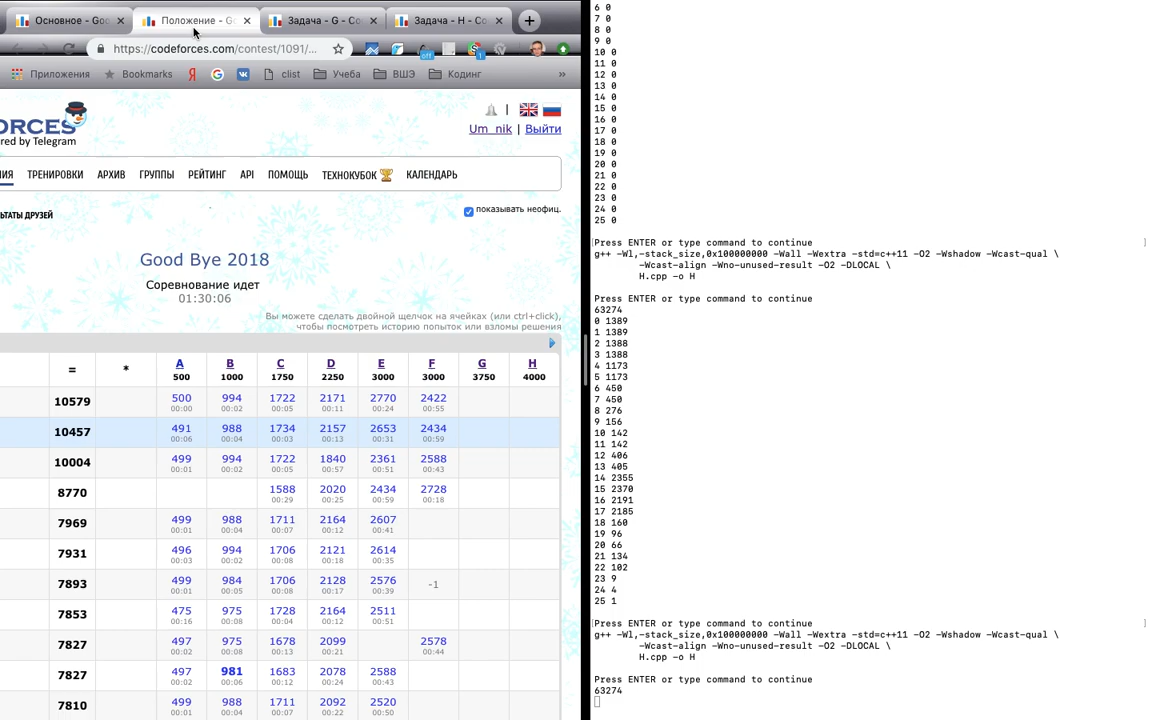 Основное - Goo
Положение - Go
Задача - G - Co
Задача - H - Co
https://codeforces.com/contest/1091/...
off
1
Приложения
Bookmarks
Я
G
clist
Учеба
ВШЭ
Кодинг
»
ORCES
ered by Telegram
|
Um_nik | Выйти
ИЯ
ТРЕНИРОВКИ
АРХИВ
ГРУППЫ
РЕЙТИНГ
API
ПОМОЩЬ
ТЕХНОКУБОК
КАЛЕНДАРЬ
ЬТАТЫ ДРУЗЕЙ
показывать неофиц.
Good Bye 2018
Соревнование идет
01:30:06
Вы можете сделать двойной щелчок на ячейках (или ctrl+click),
чтобы посмотреть историю попыток или взломы решения
= * A B C D E F G H
500 1000 1750 2250 3000 3000 3750 4000
10579 500 994 1722 2171 2770 2422
00:00 00:02 00:05 00:11 00:24 00:55
10457 491 988 1734 2157 2653 2434
00:06 00:04 00:03 00:13 00:31 00:59
10004 499 994 1722 1840 2361 2588
00:01 00:02 00:05 00:57 00:51 00:43
8770 1588 2020 2434 2728
00:29 00:25 00:59 00:18
7969 499 988 1711 2164 2607
00:01 00:04 00:07 00:12 00:41
7931 496 994 1706 2121 2614
00:03 00:02 00:08 00:18 00:35
7893 499 984 1706 2128 2576 -1
00:01 00:05 00:08 00:17 00:39
7853 475 975 1728 2164 2511
00:16 00:08 00:04 00:12 00:51
7827 497 975 1678 2099 2578
00:02 00:08 00:13 00:21 00:44
7827 497 981 1683 2078 2588
00:02 00:06 00:12 00:24 00:43
7810 499 988 1711 2092 2520
00:01 00:04 00:07 00:22 00:50
6 0
7 0
8 0
9 0
10 0
11 0
12 0
13 0
14 0
15 0
16 0
17 0
18 0
19 0
20 0
21 0
22 0
23 0
24 0
25 0
Press ENTER or type command to continue
g++ -Wl,-stack_size,0x100000000 -Wall -Wextra -std=c++11 -O2 -Wshadow -Wcast-qual \
-Wcast-align -Wno-unused-result -O2 -DLOCAL \
H.cpp -o H
Press ENTER or type command to continue
63274
0 1389
1 1389
2 1388
3 1388
4 1173
5 1173
6 450
7 450
8 276
9 156
10 142
11 142
12 406
13 405
14 2355
15 2370
16 2191
17 2185
18 160
19 96
20 66
21 134
22 102
23 9
24 4
25 1
Press ENTER or type command to continue
g++ -Wl,-stack_size,0x100000000 -Wall -Wextra -std=c++11 -O2 -Wshadow -Wcast-qual \
-Wcast-align -Wno-unused-result -O2 -DLOCAL \
H.cpp -o H
Press ENTER or type command to continue
63274